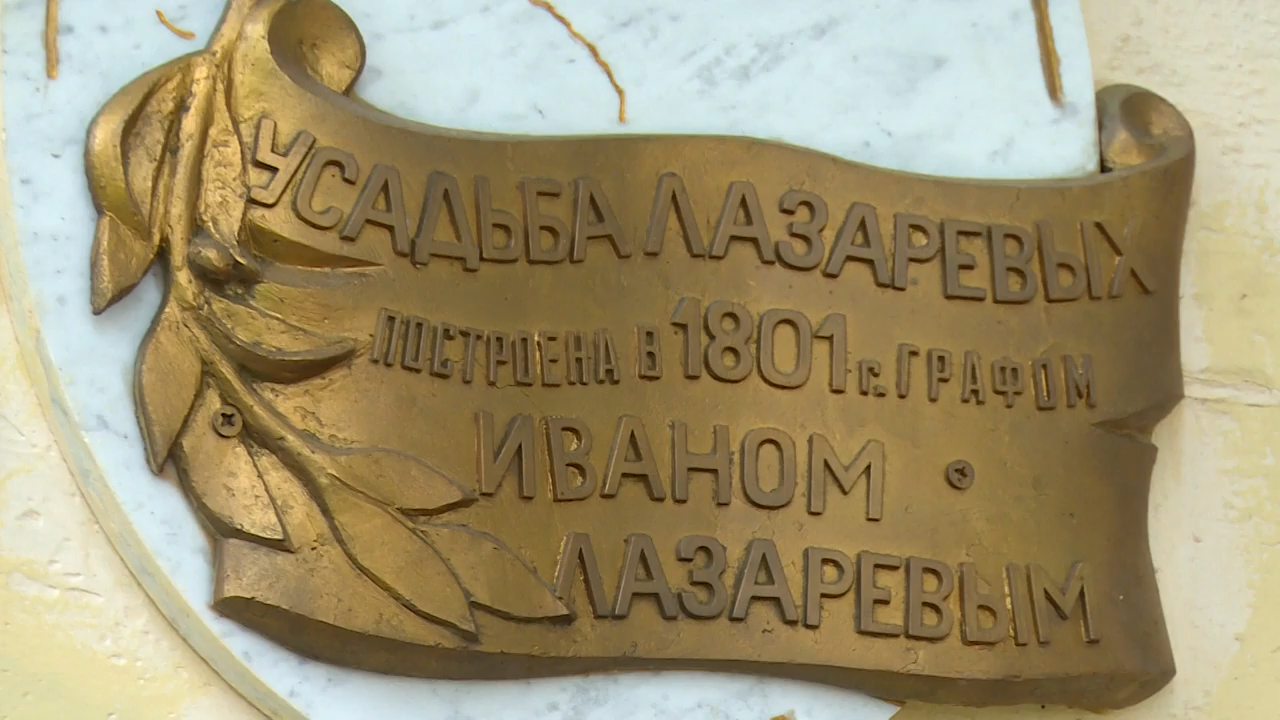 УСАДЬБА ЛАЗАРЕВЫХ
ПОСТРОЕНА В 1801 г. ГРАФОМ
ИВАНОМ
ЛАЗАРЕВЫМ